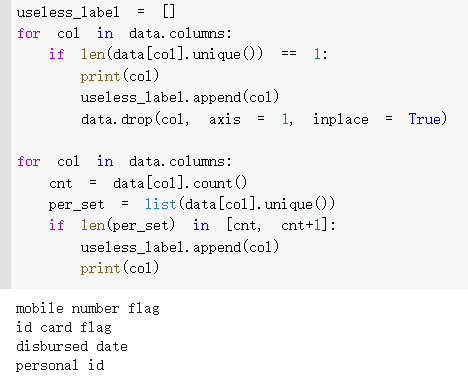 useless_label = []
for col in data.columns:
    if len(data[col].unique()) == 1:
        print(col)
        useless_label.append(col)
        data.drop(col, axis = 1, inplace = True)

for col in data.columns:
    cnt = data[col].count()
    per_set = list(data[col].unique())
    if len(per_set) in [cnt, cnt+1]:
        useless_label.append(col)
        print(col)

mobile number flag
id card flag
disbursed date
personal id